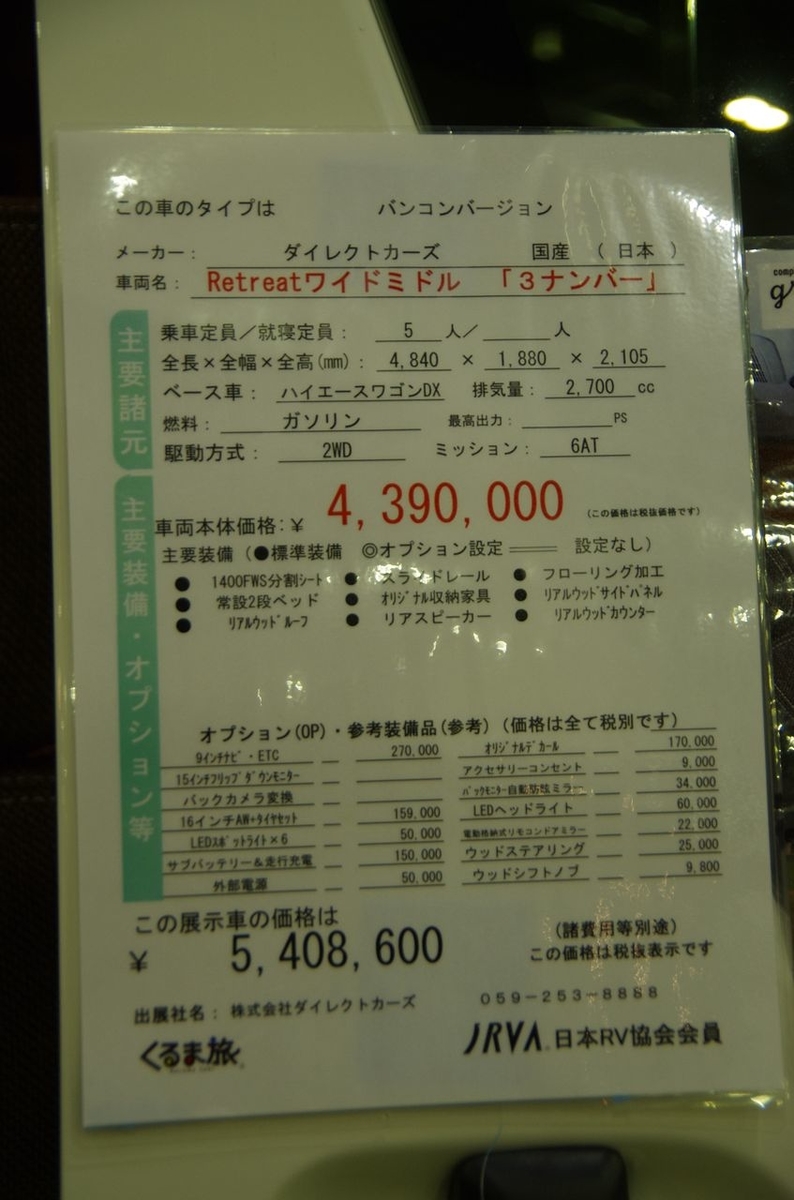 この車のタイプは バンコンバージョン
メーカー： ダイレクトカーズ 国産 （ 日本 ）
車両名： Retreatワイドミドル 「３ナンバー」
主要諸元
乗車定員／就寝定員： 5 人／ 人
全長×全幅×全高(㎜)： 4,840 × 1,880 × 2,105
ベース車： ハイエースワゴンDX 排気量： 2,700 cc
燃料： ガソリン 最高出力： PS
駆動方式： 2WD ミッション： 6AT
主要装備・オプション等
車両本体価格：￥ 4,390,000 (この価格は税抜価格です)
主要装備（●標準装備 ◎オプション設定 ── 設定なし）
● 1400FWS分割ｼｰﾄ ● スライドレール ● フローリング加工
● 常設2段ベッド ● ｵﾘｼﾞﾅﾙ収納家具 ● ﾘｱﾙｳｯﾄﾞｻｲﾄﾞﾊﾟﾈﾙ
● ﾘｱﾙｳｯﾄﾞﾙｰﾌ ● リアスピーカー ● ﾘｱﾙｳｯﾄﾞｶｳﾝﾀｰ
オプション(OP)・参考装備品(参考) (価格は全て税別です)
9ｲﾝﾁﾅﾋﾞ・ETC ― 270,000 ｵﾘｼﾞﾅﾙﾃﾞｶｰﾙ ― 170,000
15ｲﾝﾁﾌﾘｯﾌﾟﾀﾞｳﾝﾓﾆﾀｰ ― アクセサリーコンセント ― 9,000
バックカメラ変換 ― ﾊﾞｯｸﾓﾆﾀｰ自動防眩ミラー ― 34,000
16インチAW+ﾀｲﾔｾｯﾄ ― 159,000 LEDヘッドライト ― 60,000
LEDｽﾎﾟｯﾄﾗｲﾄ×6 ― 50,000 電動格納式リモコンドアミラー ― 22,000
サブバッテリー＆走行充電 ― 150,000 ウッドステアリング ― 25,000
外部電源 ― 50,000 ウッドシフトノブ ― 9,800
この展示車の価格は
￥ 5,408,600 (諸費用等別途)
この価格は税抜表示です
出展社名： 株式会社ダイレクトカーズ ０５９－２５３－８８８８
くるま旅 JRVA 日本RV協会会員